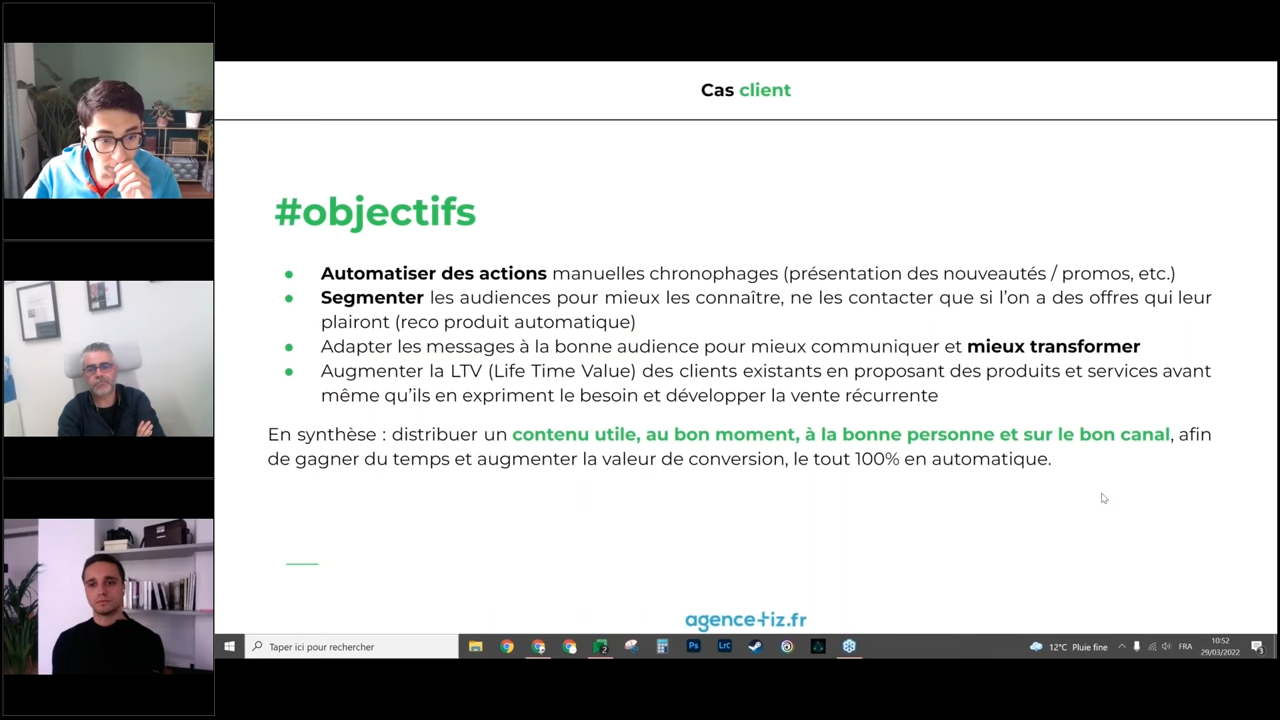 Cas client
#objectifs
● Automatiser des actions manuelles chronophages (présentation des nouveautés / promos, etc.)
● Segmenter les audiences pour mieux les connaître, ne les contacter que si l'on a des offres qui leur
plairont (reco produit automatique)
● Adapter les messages à la bonne audience pour mieux communiquer et mieux transformer
● Augmenter la LTV (Life Time Value) des clients existants en proposant des produits et services avant
même qu'ils en expriment le besoin et développer la vente récurrente
En synthèse : distribuer un contenu utile, au bon moment, à la bonne personne et sur le bon canal, afin
de gagner du temps et augmenter la valeur de conversion, le tout 100% en automatique.
agence-tiz.fr
Taper ici pour rechercher
2
Ps
LrC
12°C Pluie fine
FRA
10:52
29/03/2022
3